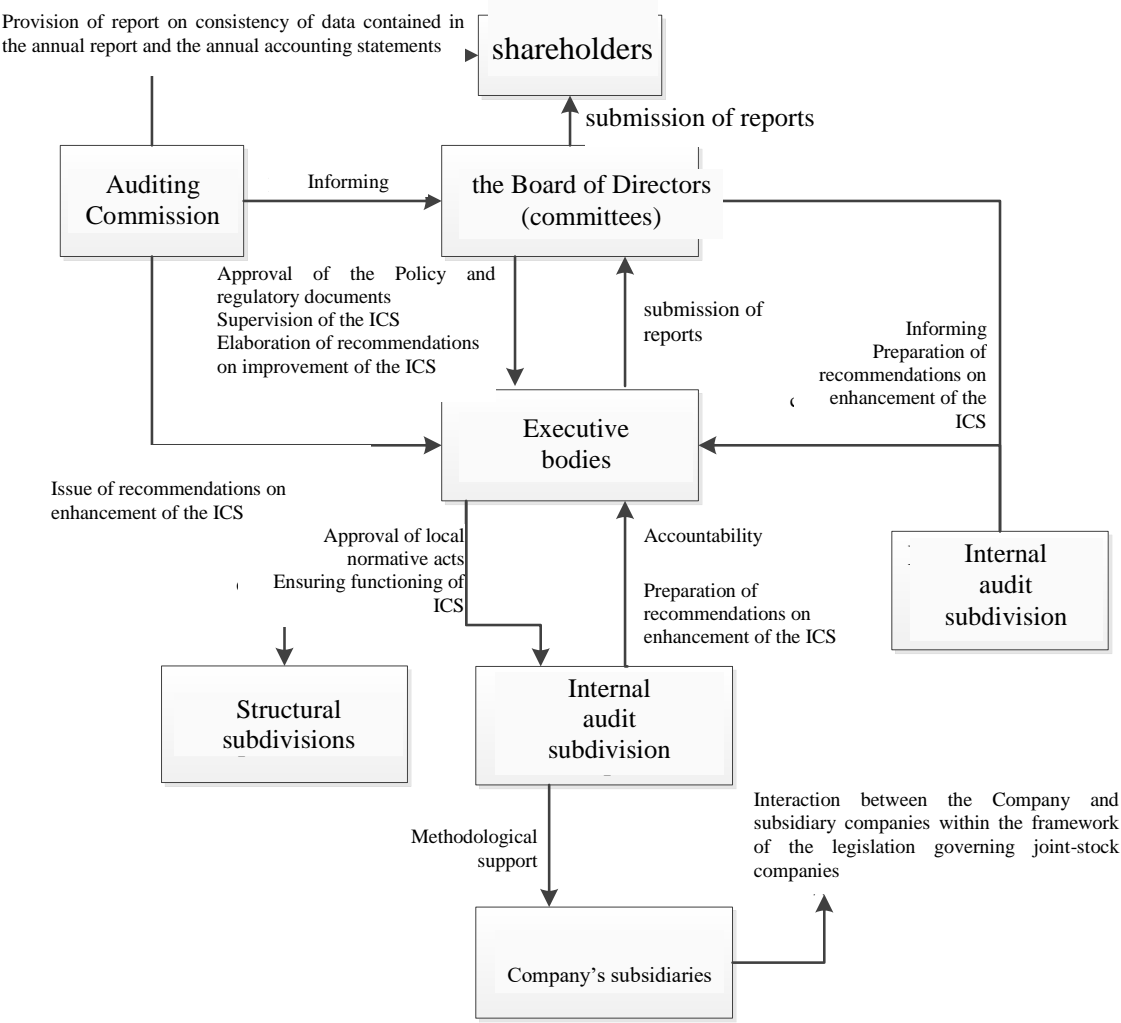 Provision of report on consistency of data contained in
the annual report and the annual accounting statements
shareholders
submission of reports
Auditing
Commission
Informing
the Board of Directors
(committees)
Approval of the Policy and
regulatory documents
Supervision of the ICS
Elaboration of recommendations
on improvement of the ICS
submission of
reports
Informing
Preparation of
recommendations on
enhancement of the
ICS
Executive
bodies
Issue of recommendations on
enhancement of the ICS
Approval of local
normative acts
Ensuring functioning of
ICS
Accountability
Preparation of
recommendations on
enhancement of the ICS
Internal
audit
subdivision
Structural
subdivisions
Internal
audit
subdivision
Methodological
support
Interaction between the Company and
subsidiary companies within the framework
of the legislation governing joint-stock
companies
Company's subsidiaries